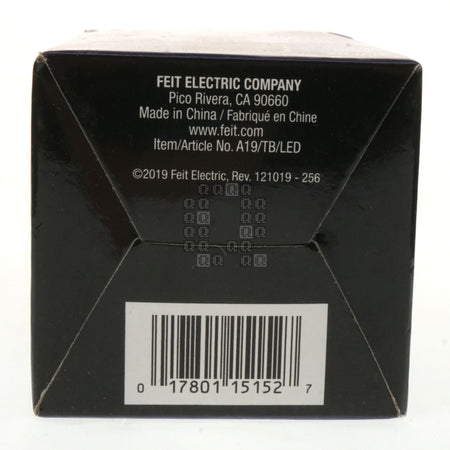 FEIT ELECTRIC COMPANY
Pico Rivera, CA 90660
Made in China / Fabriqué en Chine
www.feit.com
Item/Article No. A19/TB/LED
©2019 Feit Electric, Rev. 121019 - 256
0 17801 15152 7